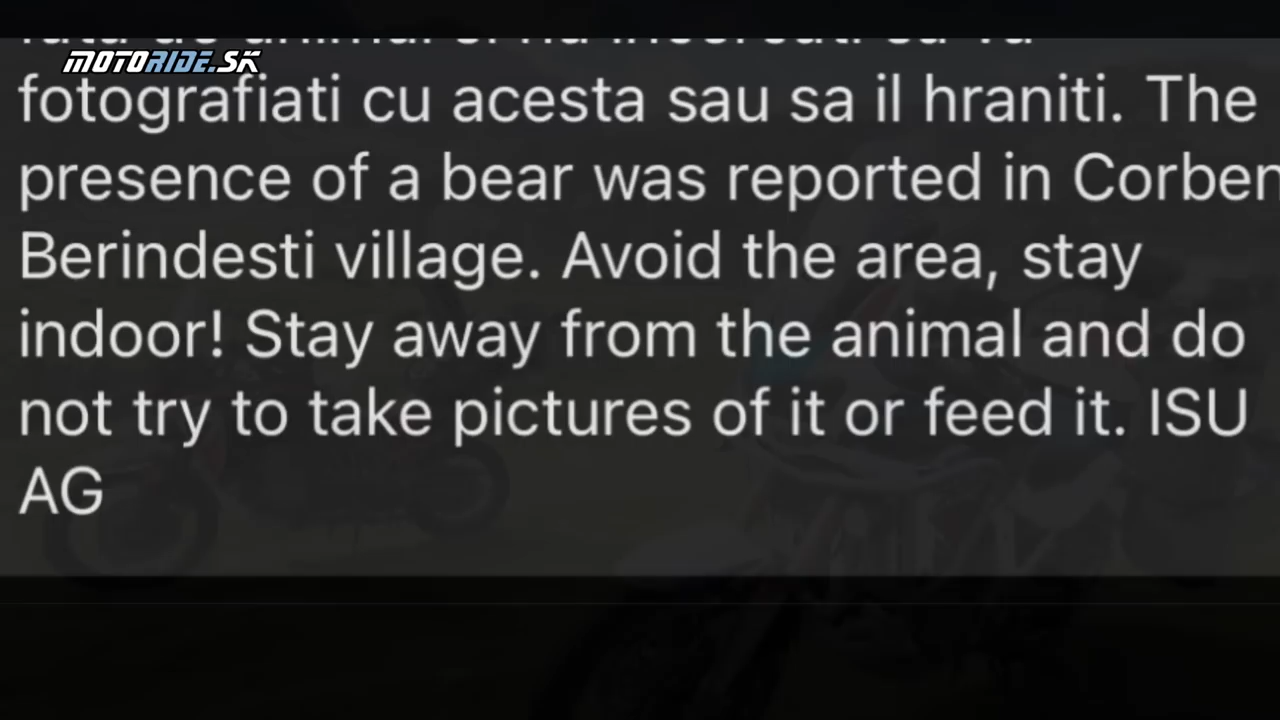 MOTORIDE.SK
fotografiati cu acesta sau sa il hraniti. The
presence of a bear was reported in Corben
Berindesti village. Avoid the area, stay
indoor! Stay away from the animal and do
not try to take pictures of it or feed it. ISU
AG